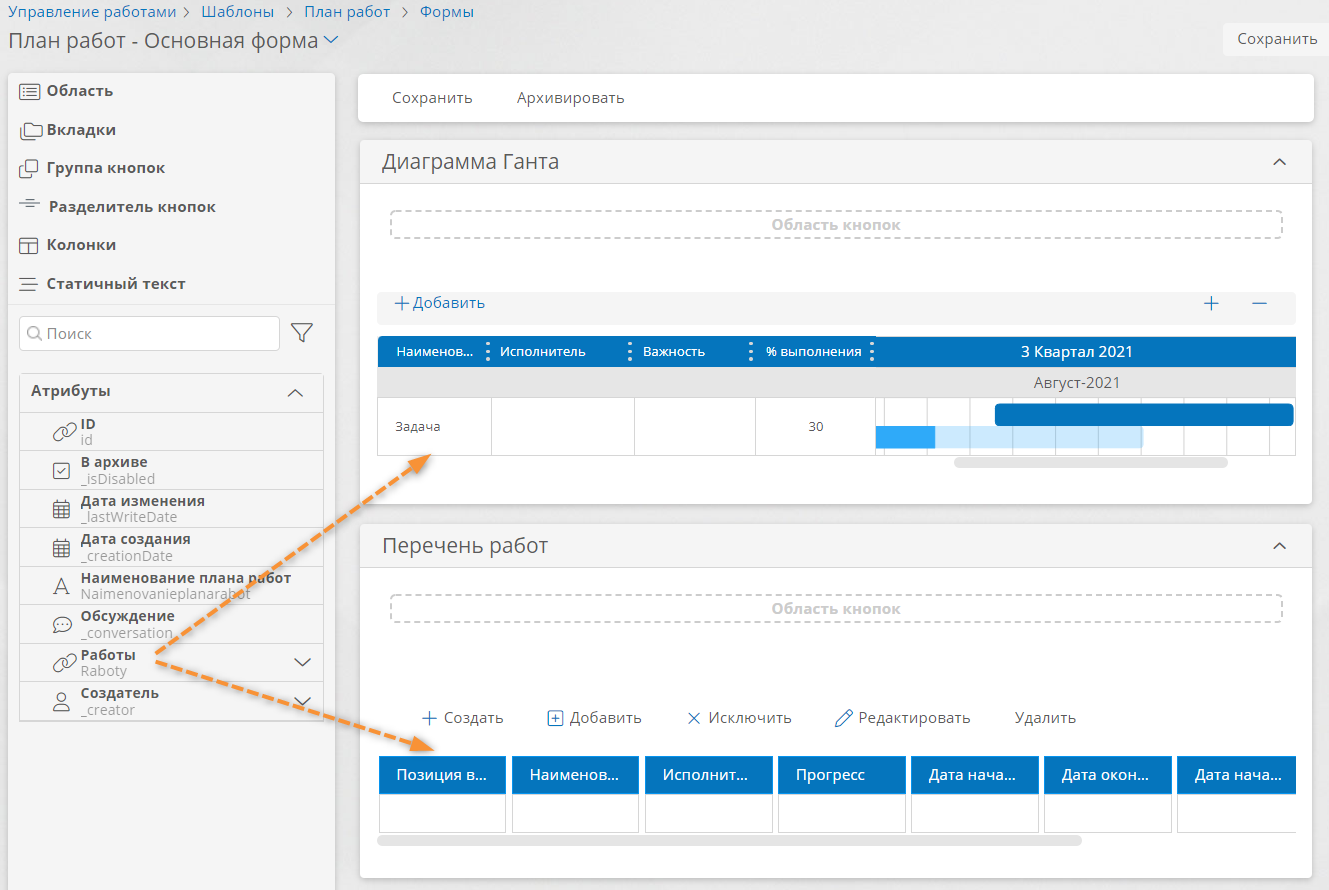 Управление работами > Шаблоны > План работ > Формы
План работ - Основная форма
Сохранить
Область
Вкладки
Группа кнопок
Разделитель кнопок
Колонки
Статичный текст
Поиск
Атрибуты
ID
id
В архиве
_isDisabled
Дата изменения
_lastWriteDate
Дата создания
_creationDate
Наименование плана работ
Naimenovanieplanarabot
Обсуждение
_conversation
Работы
Raboty
Создатель
_creator
Сохранить Архивировать
Диаграмма Ганта
Область кнопок
Добавить
Наименов... Исполнитель Важность % выполнения 3 Квартал 2021
Август-2021
Задача 30
Перечень работ
Область кнопок
Создать Добавить Исключить Редактировать Удалить
Позиция в... Наименов... Исполнит... Прогресс Дата нача... Дата окон... Дата нача...